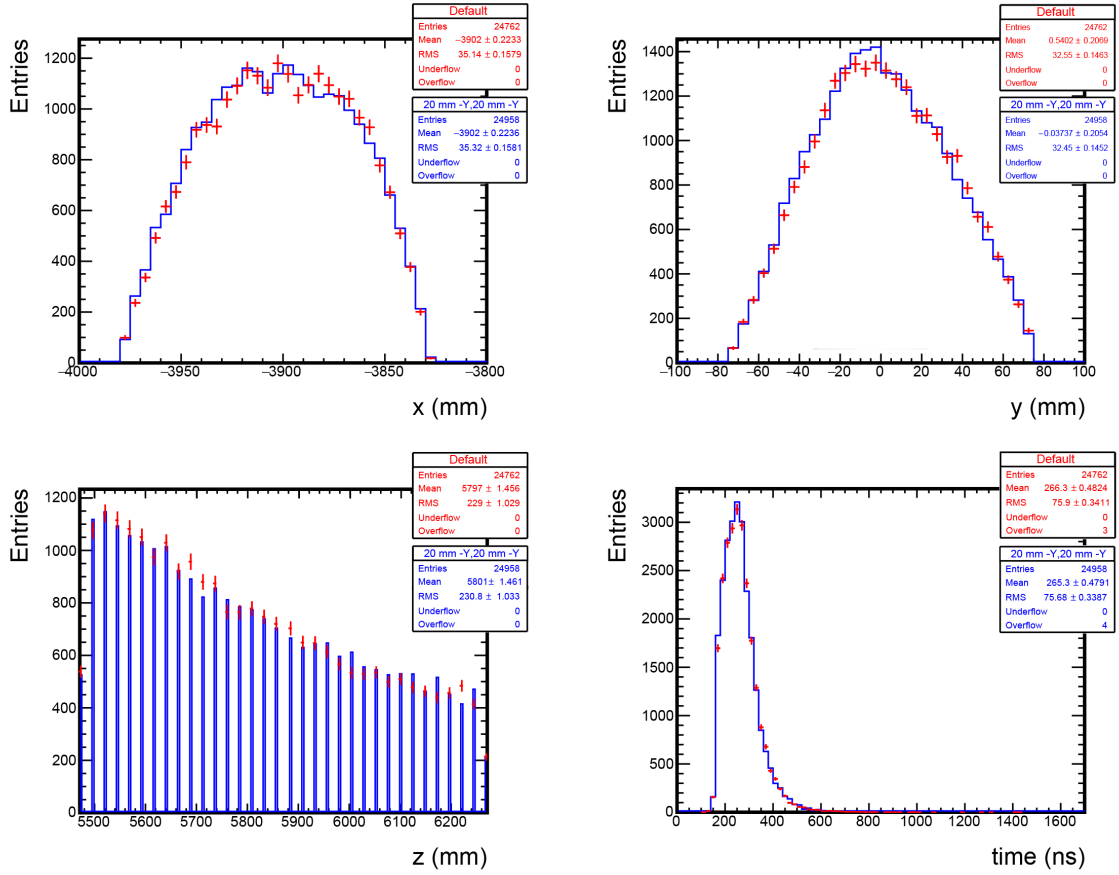 Entries
1200
1000
800
600
400
200
0
−4000 −3950 −3900 −3850 −3800
x (mm)
Default
Entries 24762
Mean −3902 ± 0.2233
RMS 35.14 ± 0.1579
Underflow 0
Overflow 0
20 mm -Y,20 mm -Y
Entries 24958
Mean −3902 ± 0.2236
RMS 35.32 ± 0.1581
Underflow 0
Overflow 0
Entries
1400
1200
1000
800
600
400
200
0
−100 −80 −60 −40 −20 0 20 40 60 80 100
y (mm)
Default
Entries 24762
Mean 0.5402 ± 0.2069
RMS 32.55 ± 0.1463
Underflow 0
Overflow 0
20 mm -Y,20 mm -Y
Entries 24958
Mean −0.03737 ± 0.2054
RMS 32.45 ± 0.1452
Underflow 0
Overflow 0
Entries
1200
1000
800
600
400
200
0
5500 5600 5700 5800 5900 6000 6100 6200
z (mm)
Default
Entries 24762
Mean 5797 ± 1.456
RMS 229 ± 1.029
Underflow 0
Overflow 0
20 mm -Y,20 mm -Y
Entries 24958
Mean 5801± 1.461
RMS 230.8 ± 1.033
Underflow 0
Overflow 0
Entries
3000
2500
2000
1500
1000
500
0
0 200 400 600 800 1000 1200 1400 1600
time (ns)
Default
Entries 24762
Mean 266.3 ± 0.4824
RMS 75.9 ± 0.3411
Underflow 0
Overflow 3
20 mm -Y,20 mm -Y
Entries 24958
Mean 265.3 ± 0.4791
RMS 75.68 ± 0.3387
Underflow 0
Overflow 4